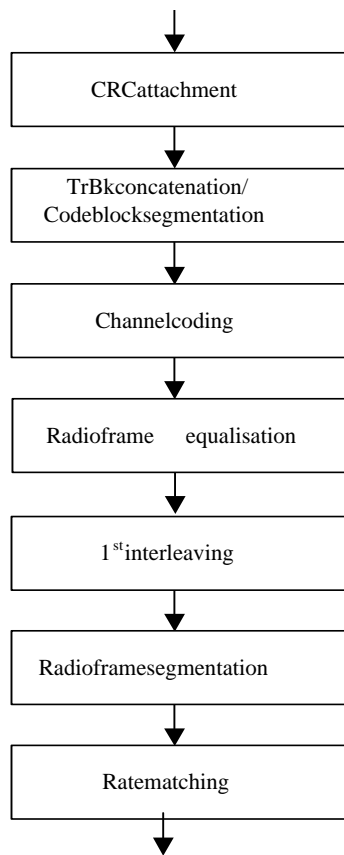 CRCattachment
TrBkconcatenation/
Codeblocksegmentation
Channelcoding
Radioframe equalisation
1st interleaving
Radioframesegmentation
Ratematching